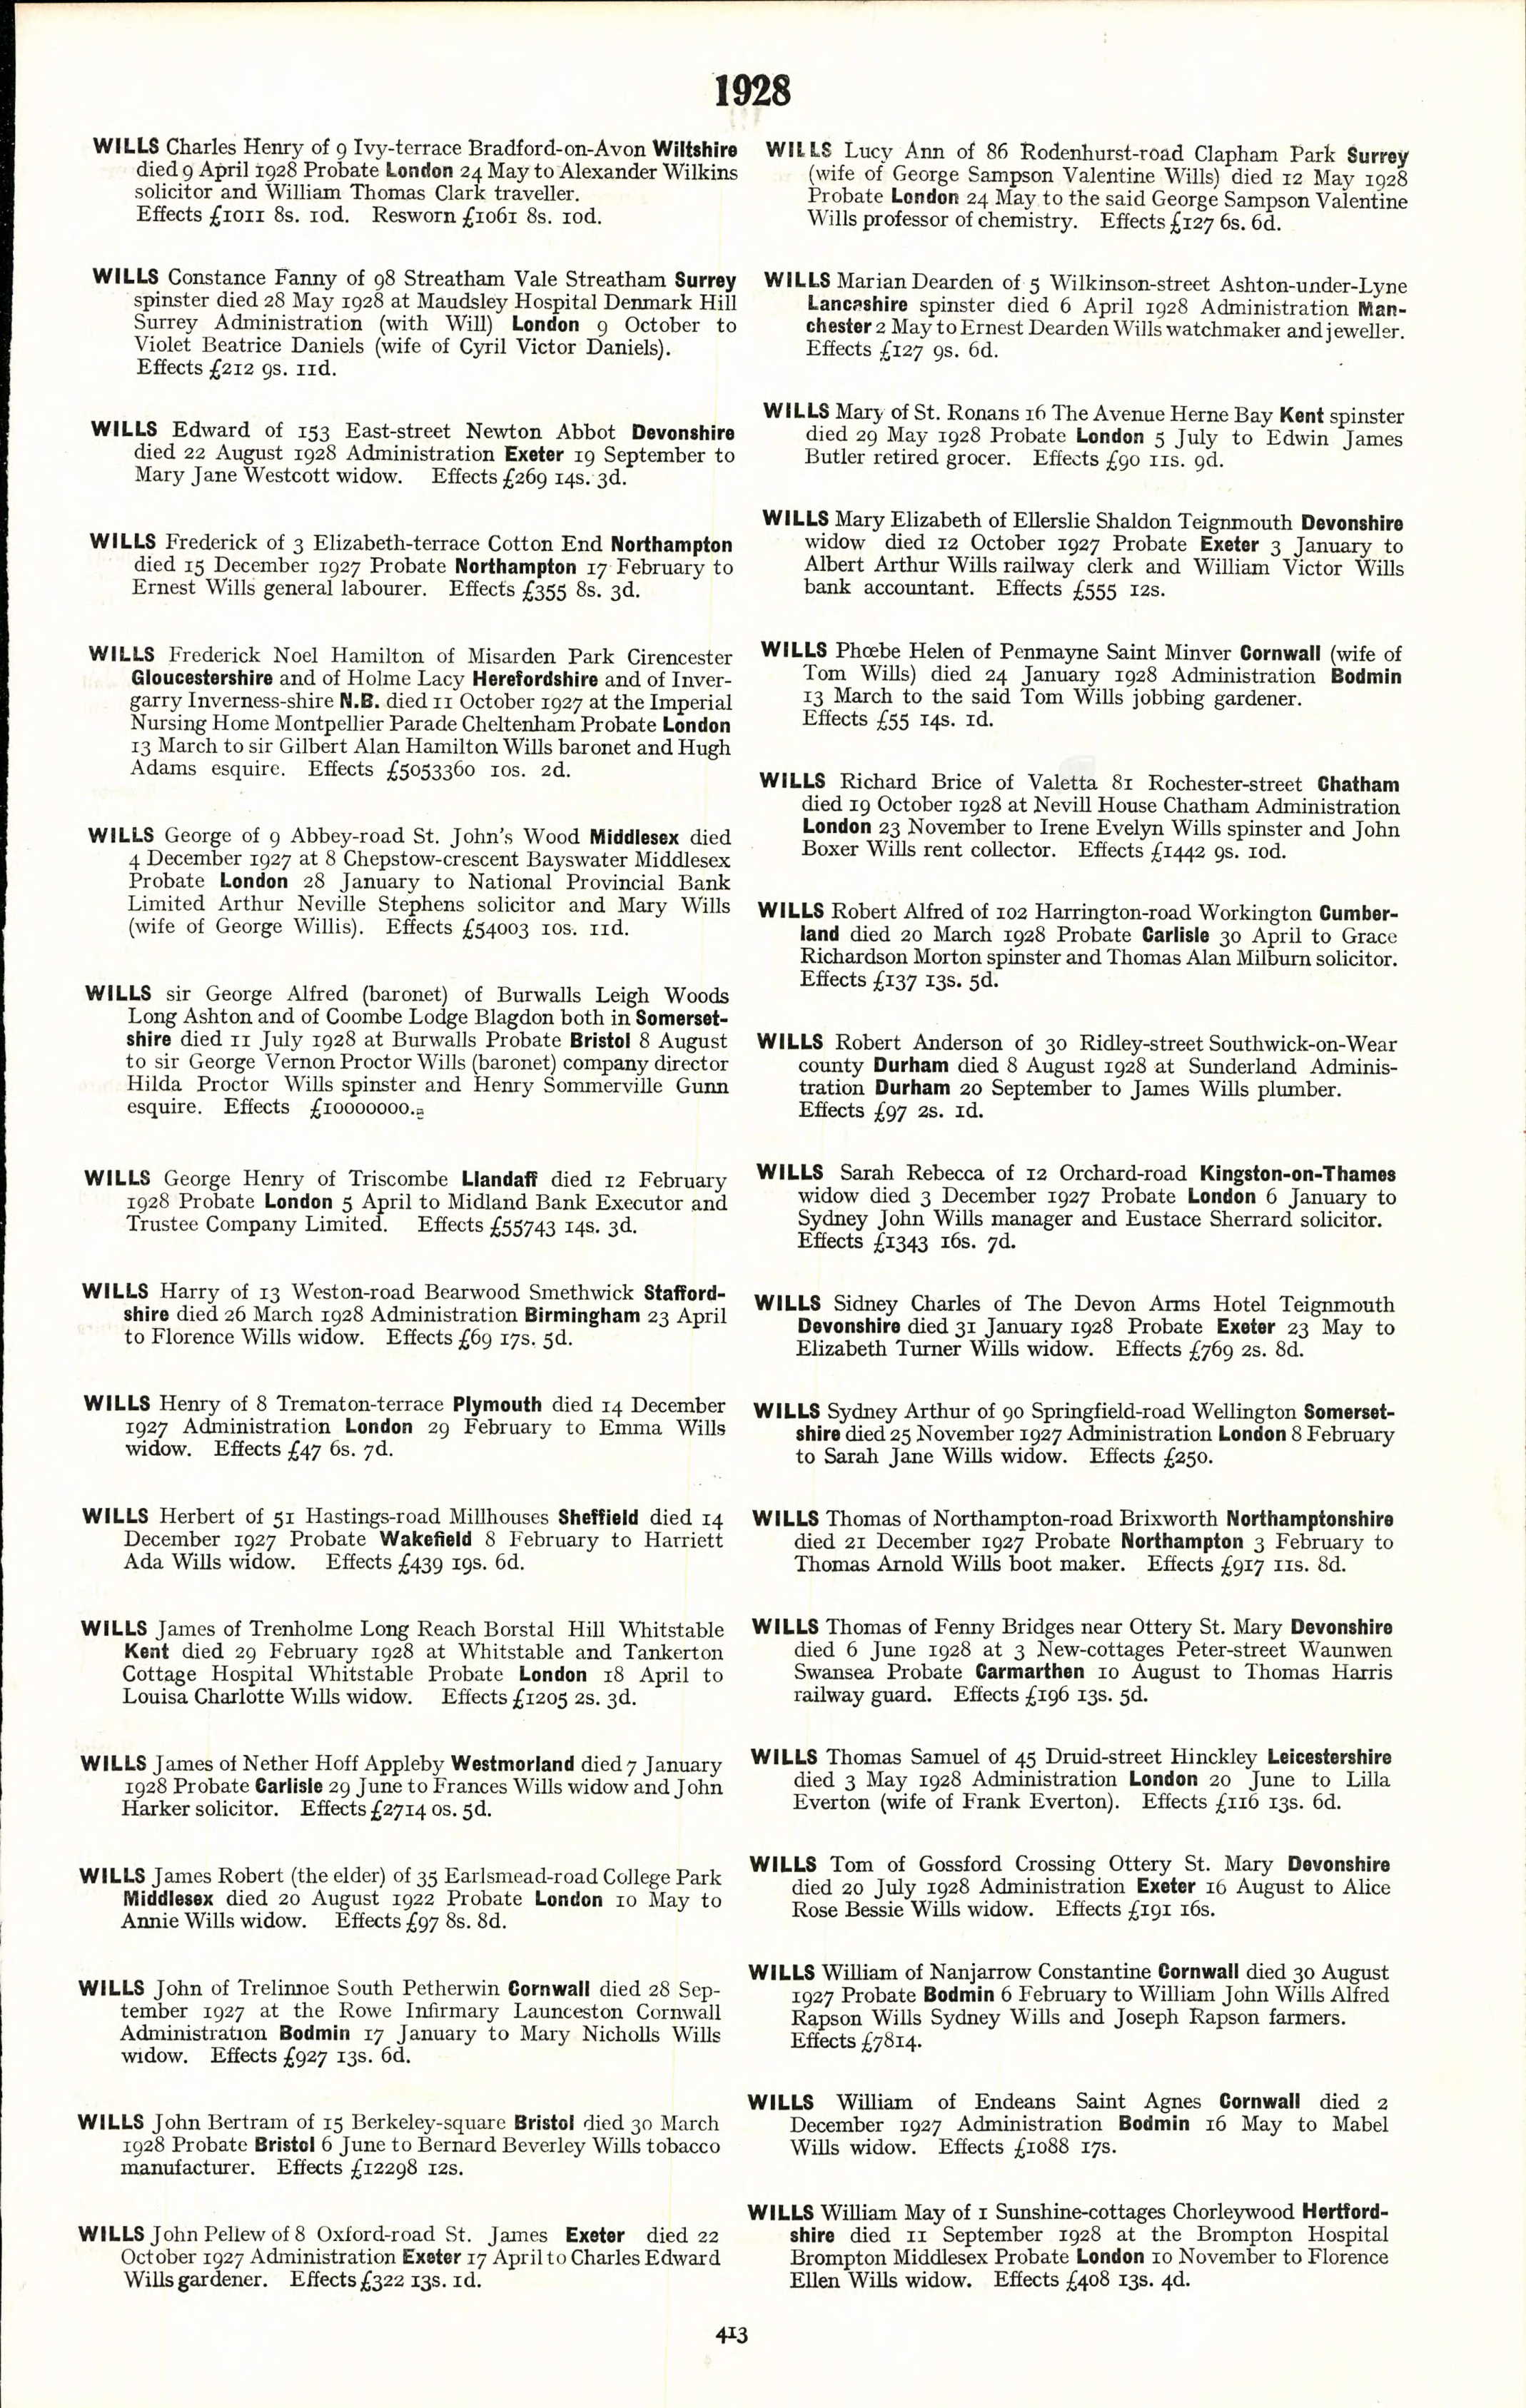 1928
WILLS Charles Henry of 9 Ivy-terrace Bradford-on-Avon Wiltshire
died 9 April 1928 Probate London 24 May to Alexander Wilkins
solicitor and William Thomas Clark traveller.
Effects £1011 8s. 10d. Resworn £1061 8s. 10d.
WILLS Constance Fanny of 98 Streatham Vale Streatham Surrey
spinster died 28 May 1928 at Maudsley Hospital Denmark Hill
Surrey Administration (with Will) London 9 October to
Violet Beatrice Daniels (wife of Cyril Victor Daniels).
Effects £212 9s. 11d.
WILLS Edward of 153 East-street Newton Abbot Devonshire
died 22 August 1928 Administration Exeter 19 September to
Mary Jane Westcott widow. Effects £269 14s. 3d.
WILLS Frederick of 3 Elizabeth-terrace Cotton End Northampton
died 15 December 1927 Probate Northampton 17 February to
Ernest Wills general labourer. Effects £355 8s. 3d.
WILLS Frederick Noel Hamilton of Misarden Park Cirencester
Gloucestershire and of Holme Lacy Herefordshire and of Inver-
garry Inverness-shire N.B. died 11 October 1927 at the Imperial
Nursing Home Montpellier Parade Cheltenham Probate London
13 March to sir Gilbert Alan Hamilton Wills baronet and Hugh
Adams esquire. Effects £5053360 10s. 2d.
WILLS George of 9 Abbey-road St. John's Wood Middlesex died
4 December 1927 at 8 Chepstow-crescent Bayswater Middlesex
Probate London 28 January to National Provincial Bank
Limited Arthur Neville Stephens solicitor and Mary Wills
(wife of George Willis). Effects £54003 10s. 11d.
WILLS sir George Alfred (baronet) of Burwalls Leigh Woods
Long Ashton and of Coombe Lodge Blagdon both in Somerset-
shire died 11 July 1928 at Burwalls Probate Bristol 8 August
to sir George Vernon Proctor Wills (baronet) company director
Hilda Proctor Wills spinster and Henry Sommerville Gunn
esquire. Effects £10000000.
WILLS George Henry of Triscombe Llandaff died 12 February
1928 Probate London 5 April to Midland Bank Executor and
Trustee Company Limited. Effects £55743 14s. 3d.
WILLS Harry of 13 Weston-road Bearwood Smethwick Stafford-
shire died 26 March 1928 Administration Birmingham 23 April
to Florence Wills widow. Effects £69 17s. 5d.
WILLS Henry of 8 Trematon-terrace Plymouth died 14 December
1927 Administration London 29 February to Emma Wills
widow. Effects £47 6s. 7d.
WILLS Herbert of 51 Hastings-road Millhouses Sheffield died 14
December 1927 Probate Wakefield 8 February to Harriett
Ada Wills widow. Effects £439 19s. 6d.
WILLS James of Trenholme Long Reach Borstal Hill Whitstable
Kent died 29 February 1928 at Whitstable and Tankerton
Cottage Hospital Whitstable Probate London 18 April to
Louisa Charlotte Wills widow. Effects £1205 2s. 3d.
WILLS James of Nether Hoff Appleby Westmorland died 7 January
1928 Probate Carlisle 29 June to Frances Wills widow and John
Harker solicitor. Effects £2714 0s. 5d.
WILLS James Robert (the elder) of 35 Earlsmead-road College Park
Middlesex died 20 August 1922 Probate London 10 May to
Annie Wills widow. Effects £97 8s. 8d.
WILLS John of Trelinnoe South Petherwin Cornwall died 28 Sep-
tember 1927 at the Rowe Infirmary Launceston Cornwall
Administration Bodmin 17 January to Mary Nicholls Wills
widow. Effects £927 13s. 6d.
WILLS John Bertram of 15 Berkeley-square Bristol died 30 March
1928 Probate Bristol 6 June to Bernard Beverley Wills tobacco
manufacturer. Effects £12298 12s.
WILLS John Pellew of 8 Oxford-road St. James Exeter died 22
October 1927 Administration Exeter 17 April to Charles Edward
Wills gardener. Effects £322 13s. 1d.
WILLS Lucy Ann of 86 Rodenhurst-road Clapham Park Surrey
(wife of George Sampson Valentine Wills) died 12 May 1928
Probate London 24 May to the said George Sampson Valentine
Wills professor of chemistry. Effects £127 6s. 6d.
WILLS Marian Dearden of 5 Wilkinson-street Ashton-under-Lyne
Lancashire spinster died 6 April 1928 Administration Man-
chester 2 May to Ernest Dearden Wills watchmaker and jeweller.
Effects £127 9s. 6d.
WILLS Mary of St. Ronans 16 The Avenue Herne Bay Kent spinster
died 29 May 1928 Probate London 5 July to Edwin James
Butler retired grocer. Effects £90 11s. 9d.
WILLS Mary Elizabeth of Ellerslie Shaldon Teignmouth Devonshire
widow died 12 October 1927 Probate Exeter 3 January to
Albert Arthur Wills railway clerk and William Victor Wills
bank accountant. Effects £555 12s.
WILLS Phœbe Helen of Penmayne Saint Minver Cornwall (wife of
Tom Wills) died 24 January 1928 Administration Bodmin
13 March to the said Tom Wills jobbing gardener.
Effects £55 14s. 1d.
WILLS Richard Brice of Valetta 81 Rochester-street Chatham
died 19 October 1928 at Nevill House Chatham Administration
London 23 November to Irene Evelyn Wills spinster and John
Boxer Wills rent collector. Effects £1442 9s. 10d.
WILLS Robert Alfred of 102 Harrington-road Workington Cumber-
land died 20 March 1928 Probate Carlisle 30 April to Grace
Richardson Morton spinster and Thomas Alan Milburn solicitor.
Effects £137 13s. 5d.
WILLS Robert Anderson of 30 Ridley-street Southwick-on-Wear
county Durham died 8 August 1928 at Sunderland Adminis-
tration Durham 20 September to James Wills plumber.
Effects £97 2s. 1d.
WILLS Sarah Rebecca of 12 Orchard-road Kingston-on-Thames
widow died 3 December 1927 Probate London 6 January to
Sydney John Wills manager and Eustace Sherrard solicitor.
Effects £1343 16s. 7d.
WILLS Sidney Charles of The Devon Arms Hotel Teignmouth
Devonshire died 31 January 1928 Probate Exeter 23 May to
Elizabeth Turner Wills widow. Effects £769 2s. 8d.
WILLS Sydney Arthur of 90 Springfield-road Wellington Somerset-
shire died 25 November 1927 Administration London 8 February
to Sarah Jane Wills widow. Effects £250.
WILLS Thomas of Northampton-road Brixworth Northamptonshire
died 21 December 1927 Probate Northampton 3 February to
Thomas Arnold Wills boot maker. Effects £917 11s. 8d.
WILLS Thomas of Fenny Bridges near Ottery St. Mary Devonshire
died 6 June 1928 at 3 New-cottages Peter-street Waunwen
Swansea Probate Carmarthen 10 August to Thomas Harris
railway guard. Effects £196 13s. 5d.
WILLS Thomas Samuel of 45 Druid-street Hinckley Leicestershire
died 3 May 1928 Administration London 20 June to Lilla
Everton (wife of Frank Everton). Effects £116 13s. 6d.
WILLS Tom of Gossford Crossing Ottery St. Mary Devonshire
died 20 July 1928 Administration Exeter 16 August to Alice
Rose Bessie Wills widow. Effects £191 16s.
WILLS William of Nanjarrow Constantine Cornwall died 30 August
1927 Probate Bodmin 6 February to William John Wills Alfred
Rapson Wills Sydney Wills and Joseph Rapson farmers.
Effects £7814.
WILLS William of Endeans Saint Agnes Cornwall died 2
December 1927 Administration Bodmin 16 May to Mabel
Wills widow. Effects £1088 17s.
WILLS William May of 1 Sunshine-cottages Chorleywood Hertford-
shire died 11 September 1928 at the Brompton Hospital
Brompton Middlesex Probate London 10 November to Florence
Ellen Wills widow. Effects £408 13s. 4d.
413